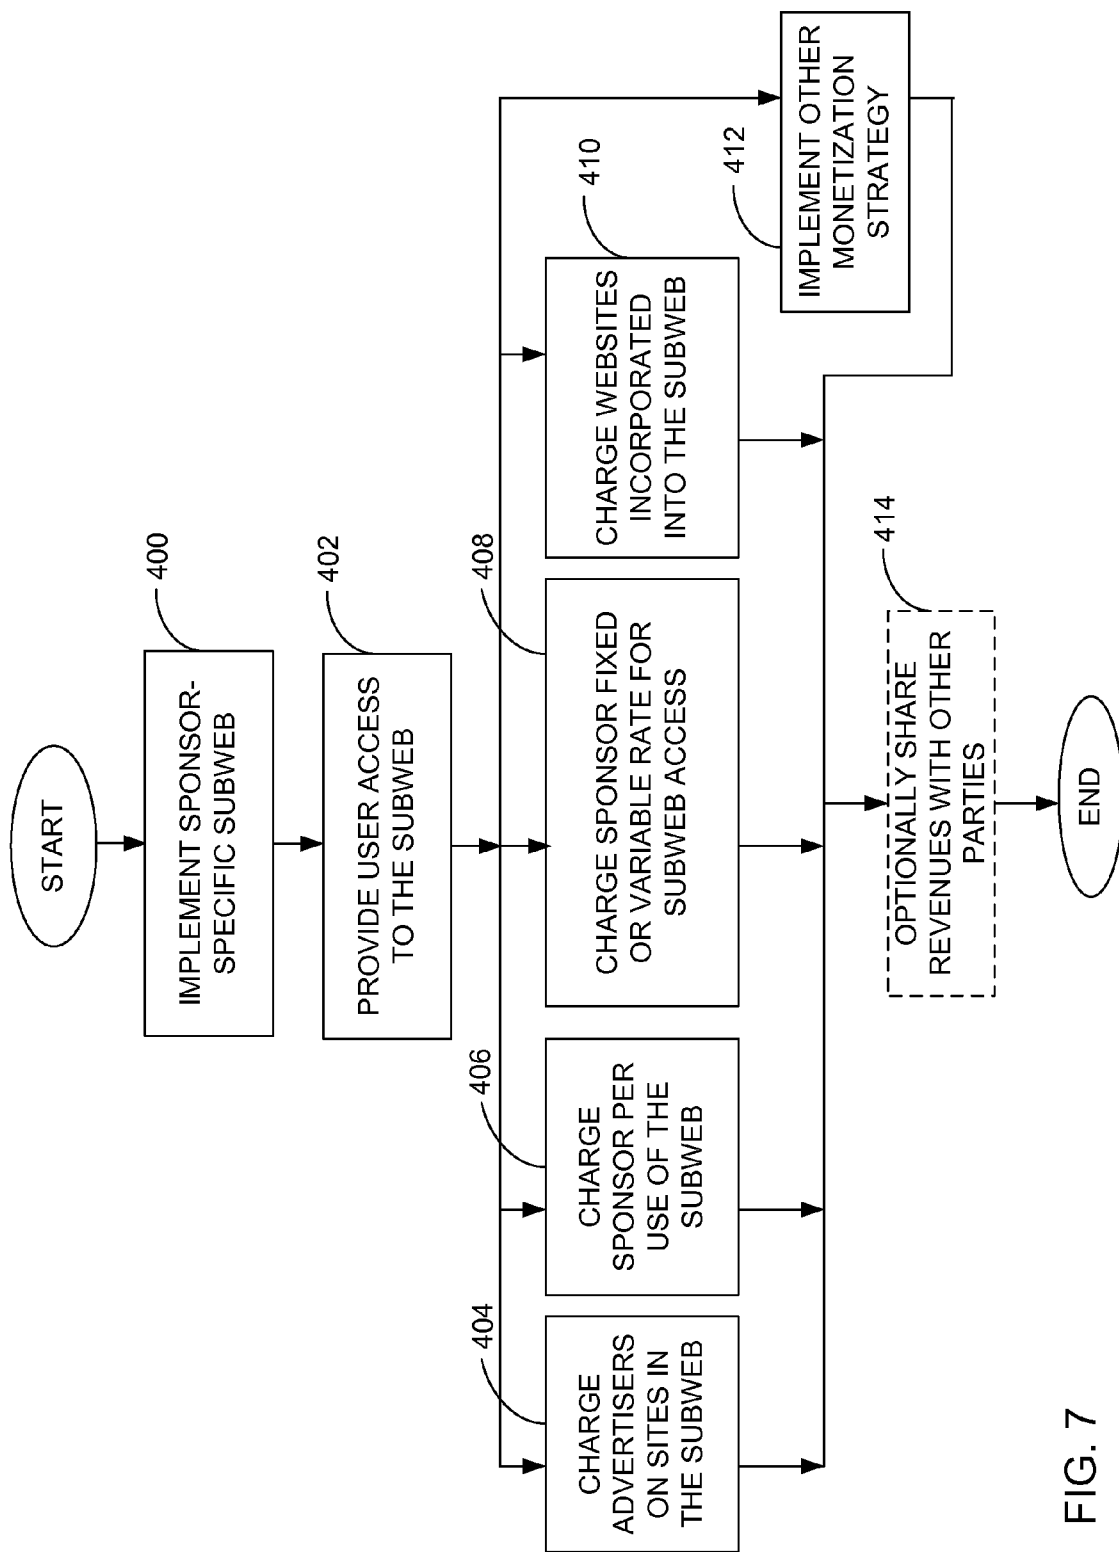 START
IMPLEMENT SPONSOR-
SPECIFIC SUBWEB
400
PROVIDE USER ACCESS
TO THE SUBWEB
402
404
CHARGE
ADVERTISERS
ON SITES IN
THE SUBWEB
406
CHARGE
SPONSOR PER
USE OF THE
SUBWEB
408
CHARGE SPONSOR FIXED
OR VARIABLE RATE FOR
SUBWEB ACCESS
410
CHARGE WEBSITES
INCORPORATED
INTO THE SUBWEB
412
IMPLEMENT OTHER
MONETIZATION
STRATEGY
414
OPTIONALLY SHARE
REVENUES WITH OTHER
PARTIES
END
FIG. 7